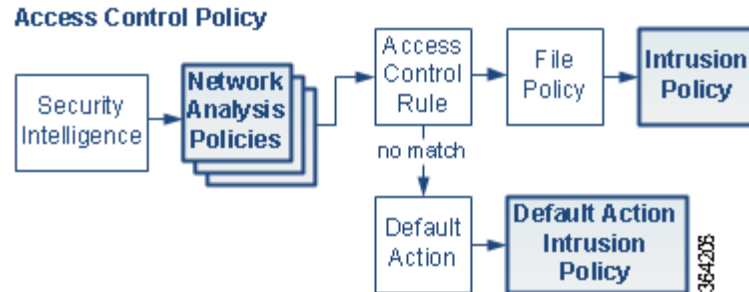 Access Control Policy
Security
Intelligence
Network
Analysis
Policies
Access
Control
Rule
File
Policy
Intrusion
Policy
no match
Default
Action
Default Action
Intrusion
Policy
364206